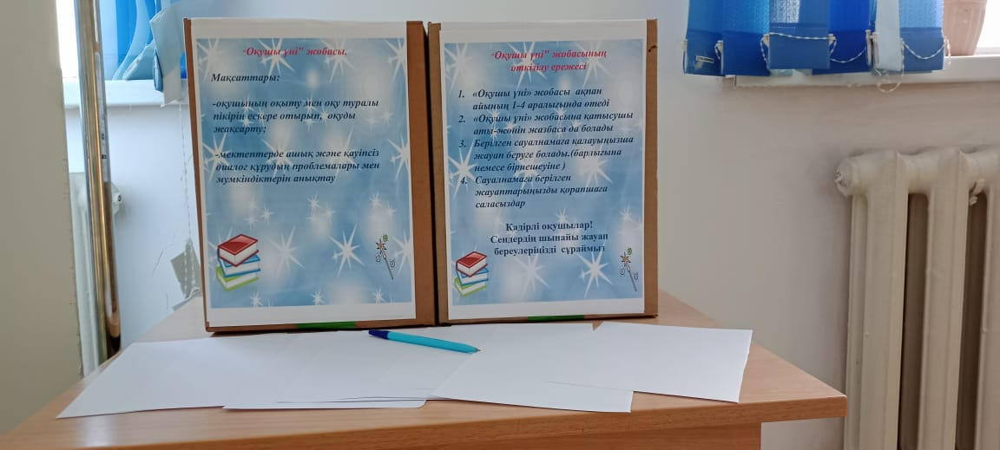 "Оқушы үні" жобасы.
Мақсаттары:
-оқушының оқыту мен оқу туралы
пікірін ескере отырып, оқуды
жақсарту;
-мектептерде ашық және қауіпсіз
диалог құрудың проблемалары мен
мүмкіндіктерін анықтау
"Оқушы үні" жобасының
өткізілу ережесі
1. «Оқушы үні» жобасы ақпан
айының 1-4 аралығында өтеді
2. «Оқушы үні» жобасына қатысушы
аты-жөнін жазбаса да болады
3. Берілген сауалнамаға қалауыңызша
жауап беруге болады.(барлығына
немесе бірнешеуіне )
4. Сауалнамаға берілген
жауаптарыңызды қорапшаға
саласыздар
Қадірлі оқушылар!
Сендердің шынайы жауап
беретулеріңізді сұраймыз